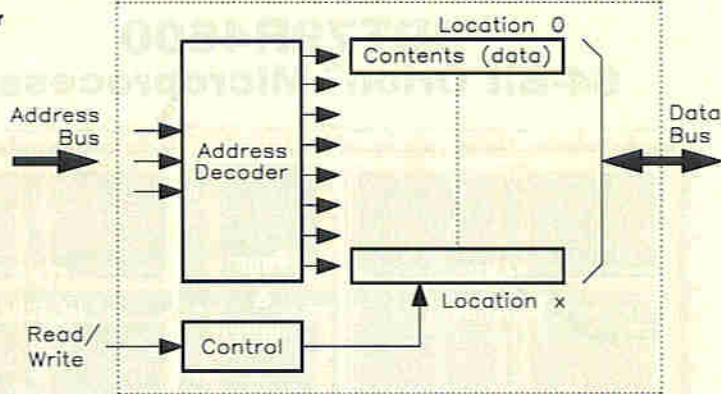 Location 0
Contents (data)
Address
Bus
Data
Bus
Address
Decoder
Location x
Read/
Write
Control